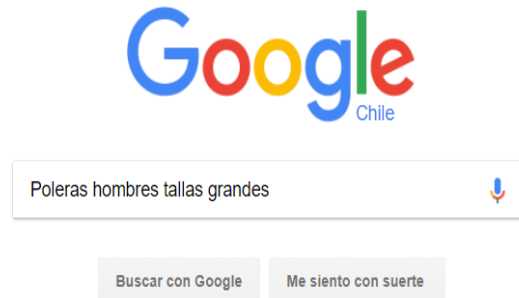 Google
Chile
Poleras hombres tallas grandes
Buscar con Google
Me siento con suerte